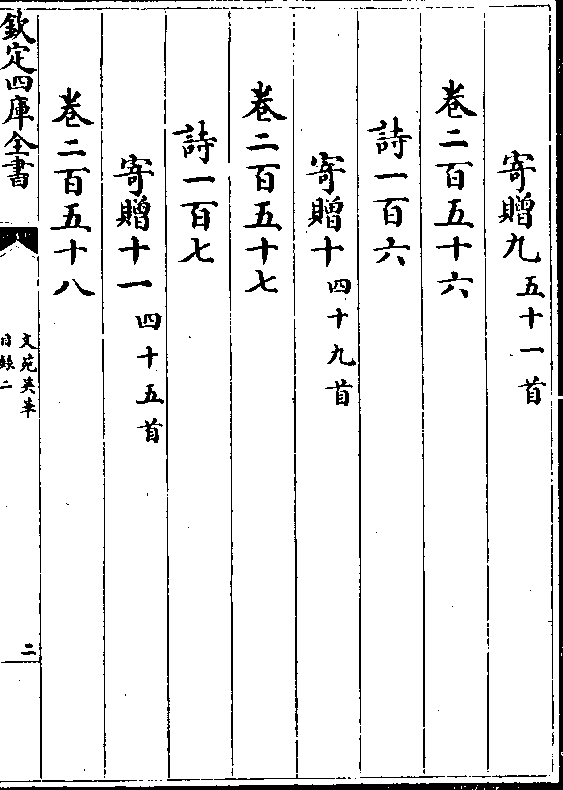 寄贈九五十一首
卷二百五十六
詩一百六
寄贈十四十九首
卷二百五十七
詩一百七
寄贈十一四十五首
卷二百五十八
欽定四庫全書
文苑英華
目錄二
二